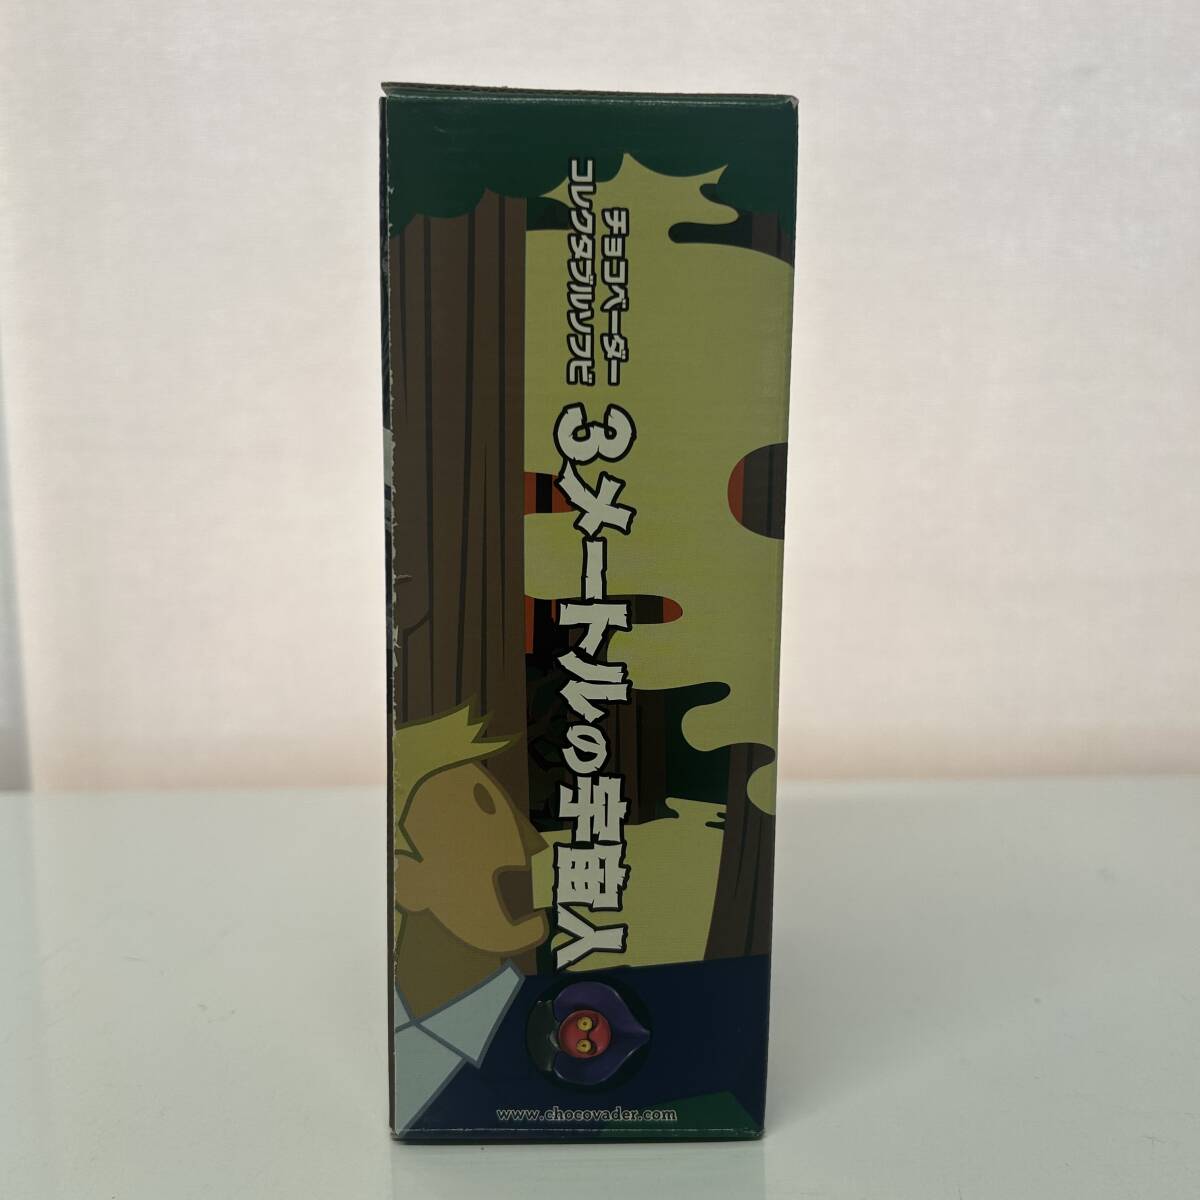 チョコベーダー
コレクタブルソフビ
3メートルの宇宙人
www.chocovader.com